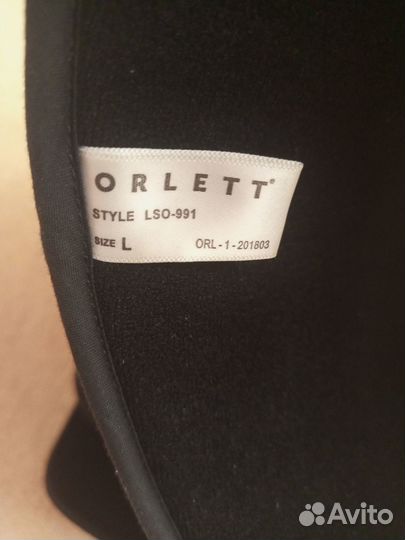 ORLETT®
STYLE LSO-991
SIZE L ORL-1-201803
Avito